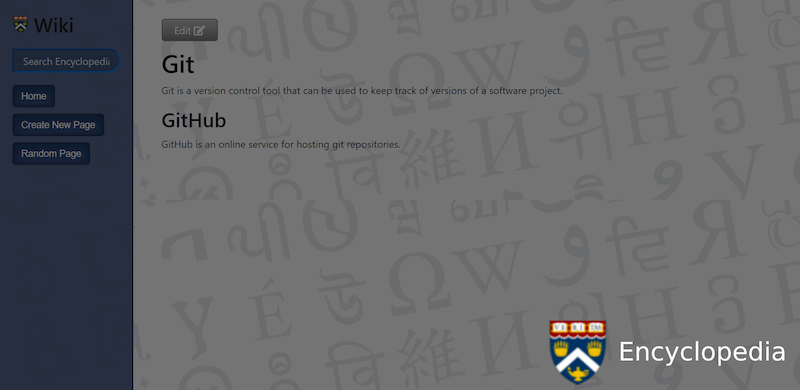 Wiki
Search Encyclopedia
Home
Create New Page
Random Page
Edit
Git
Git is a version control tool that can be used to keep track of versions of a software project.
GitHub
GitHub is an online service for hosting git repositories.
VE RI TAS
Encyclopedia